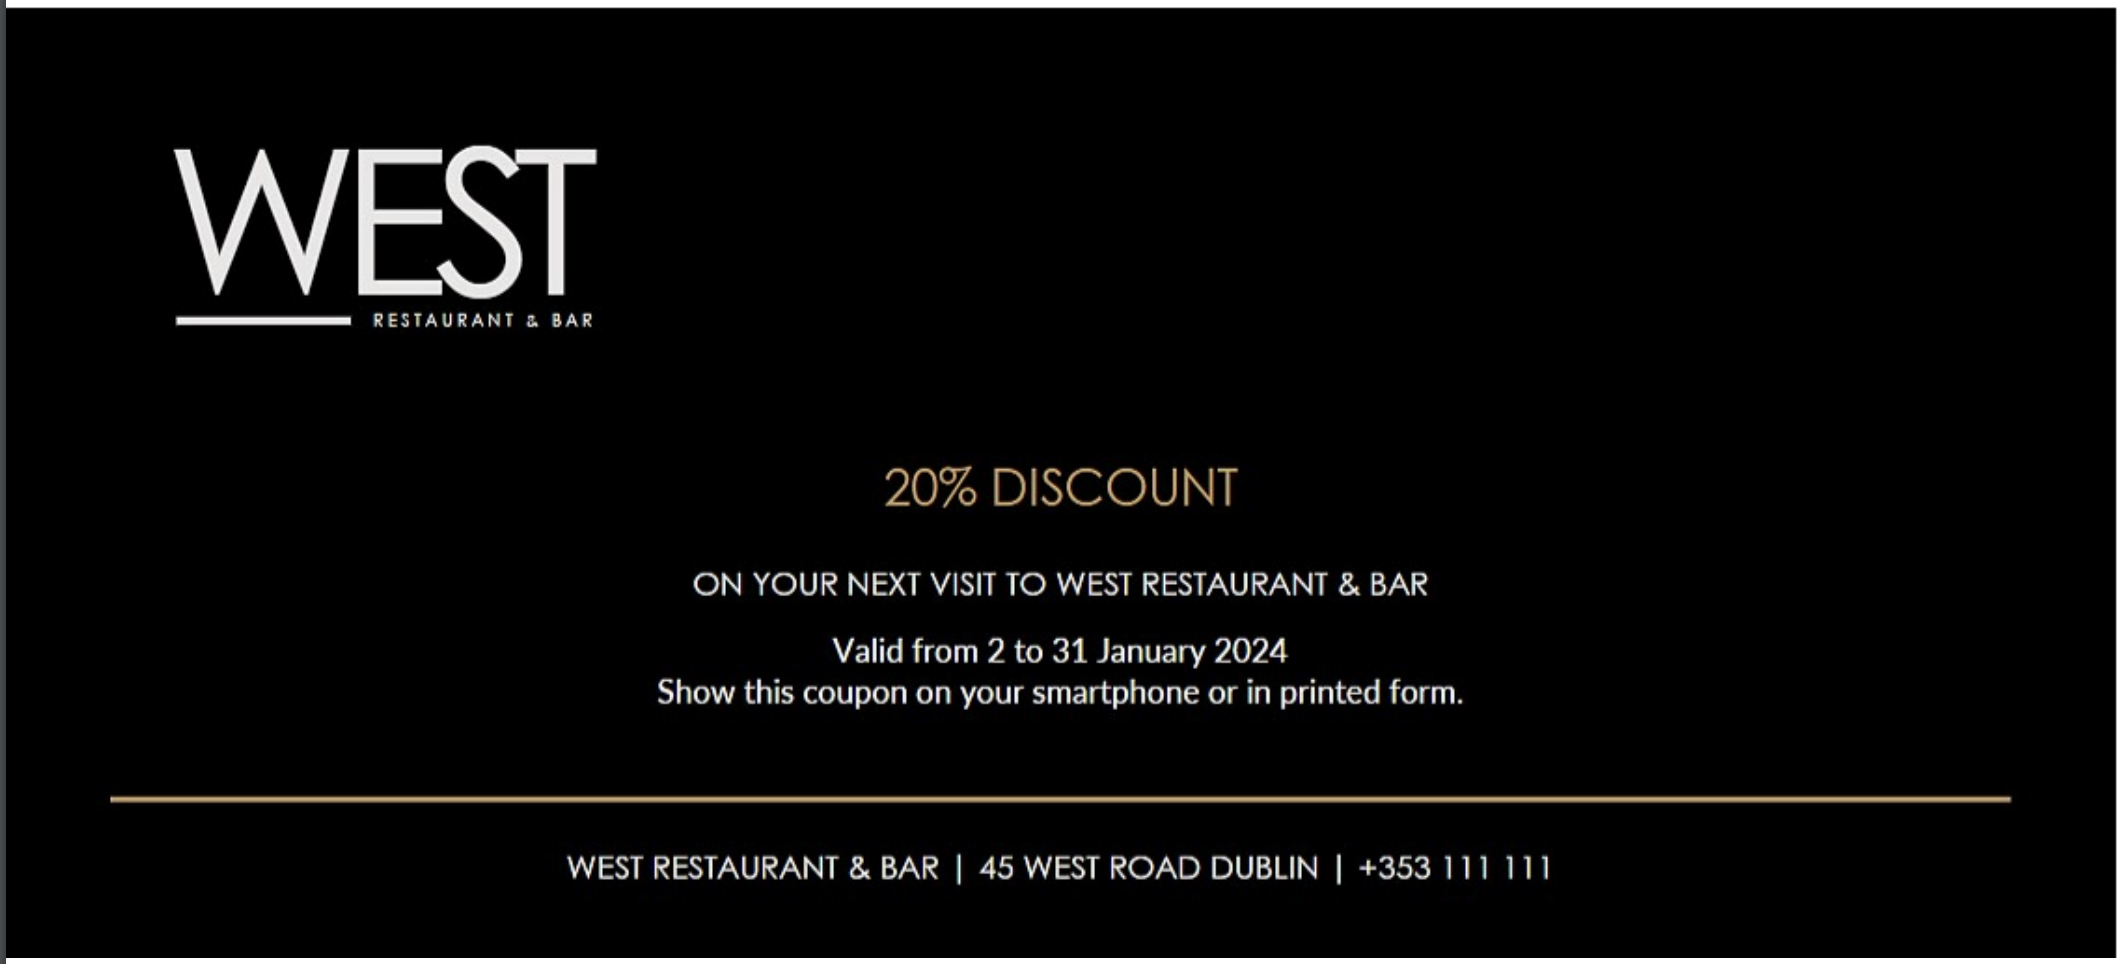 WEST
RESTAURANT & BAR
20% DISCOUNT
ON YOUR NEXT VISIT TO WEST RESTAURANT & BAR
Valid from 2 to 31 January 2024
Show this coupon on your smartphone or in printed form.
WEST RESTAURANT & BAR | 45 WEST ROAD DUBLIN | +353 111 111